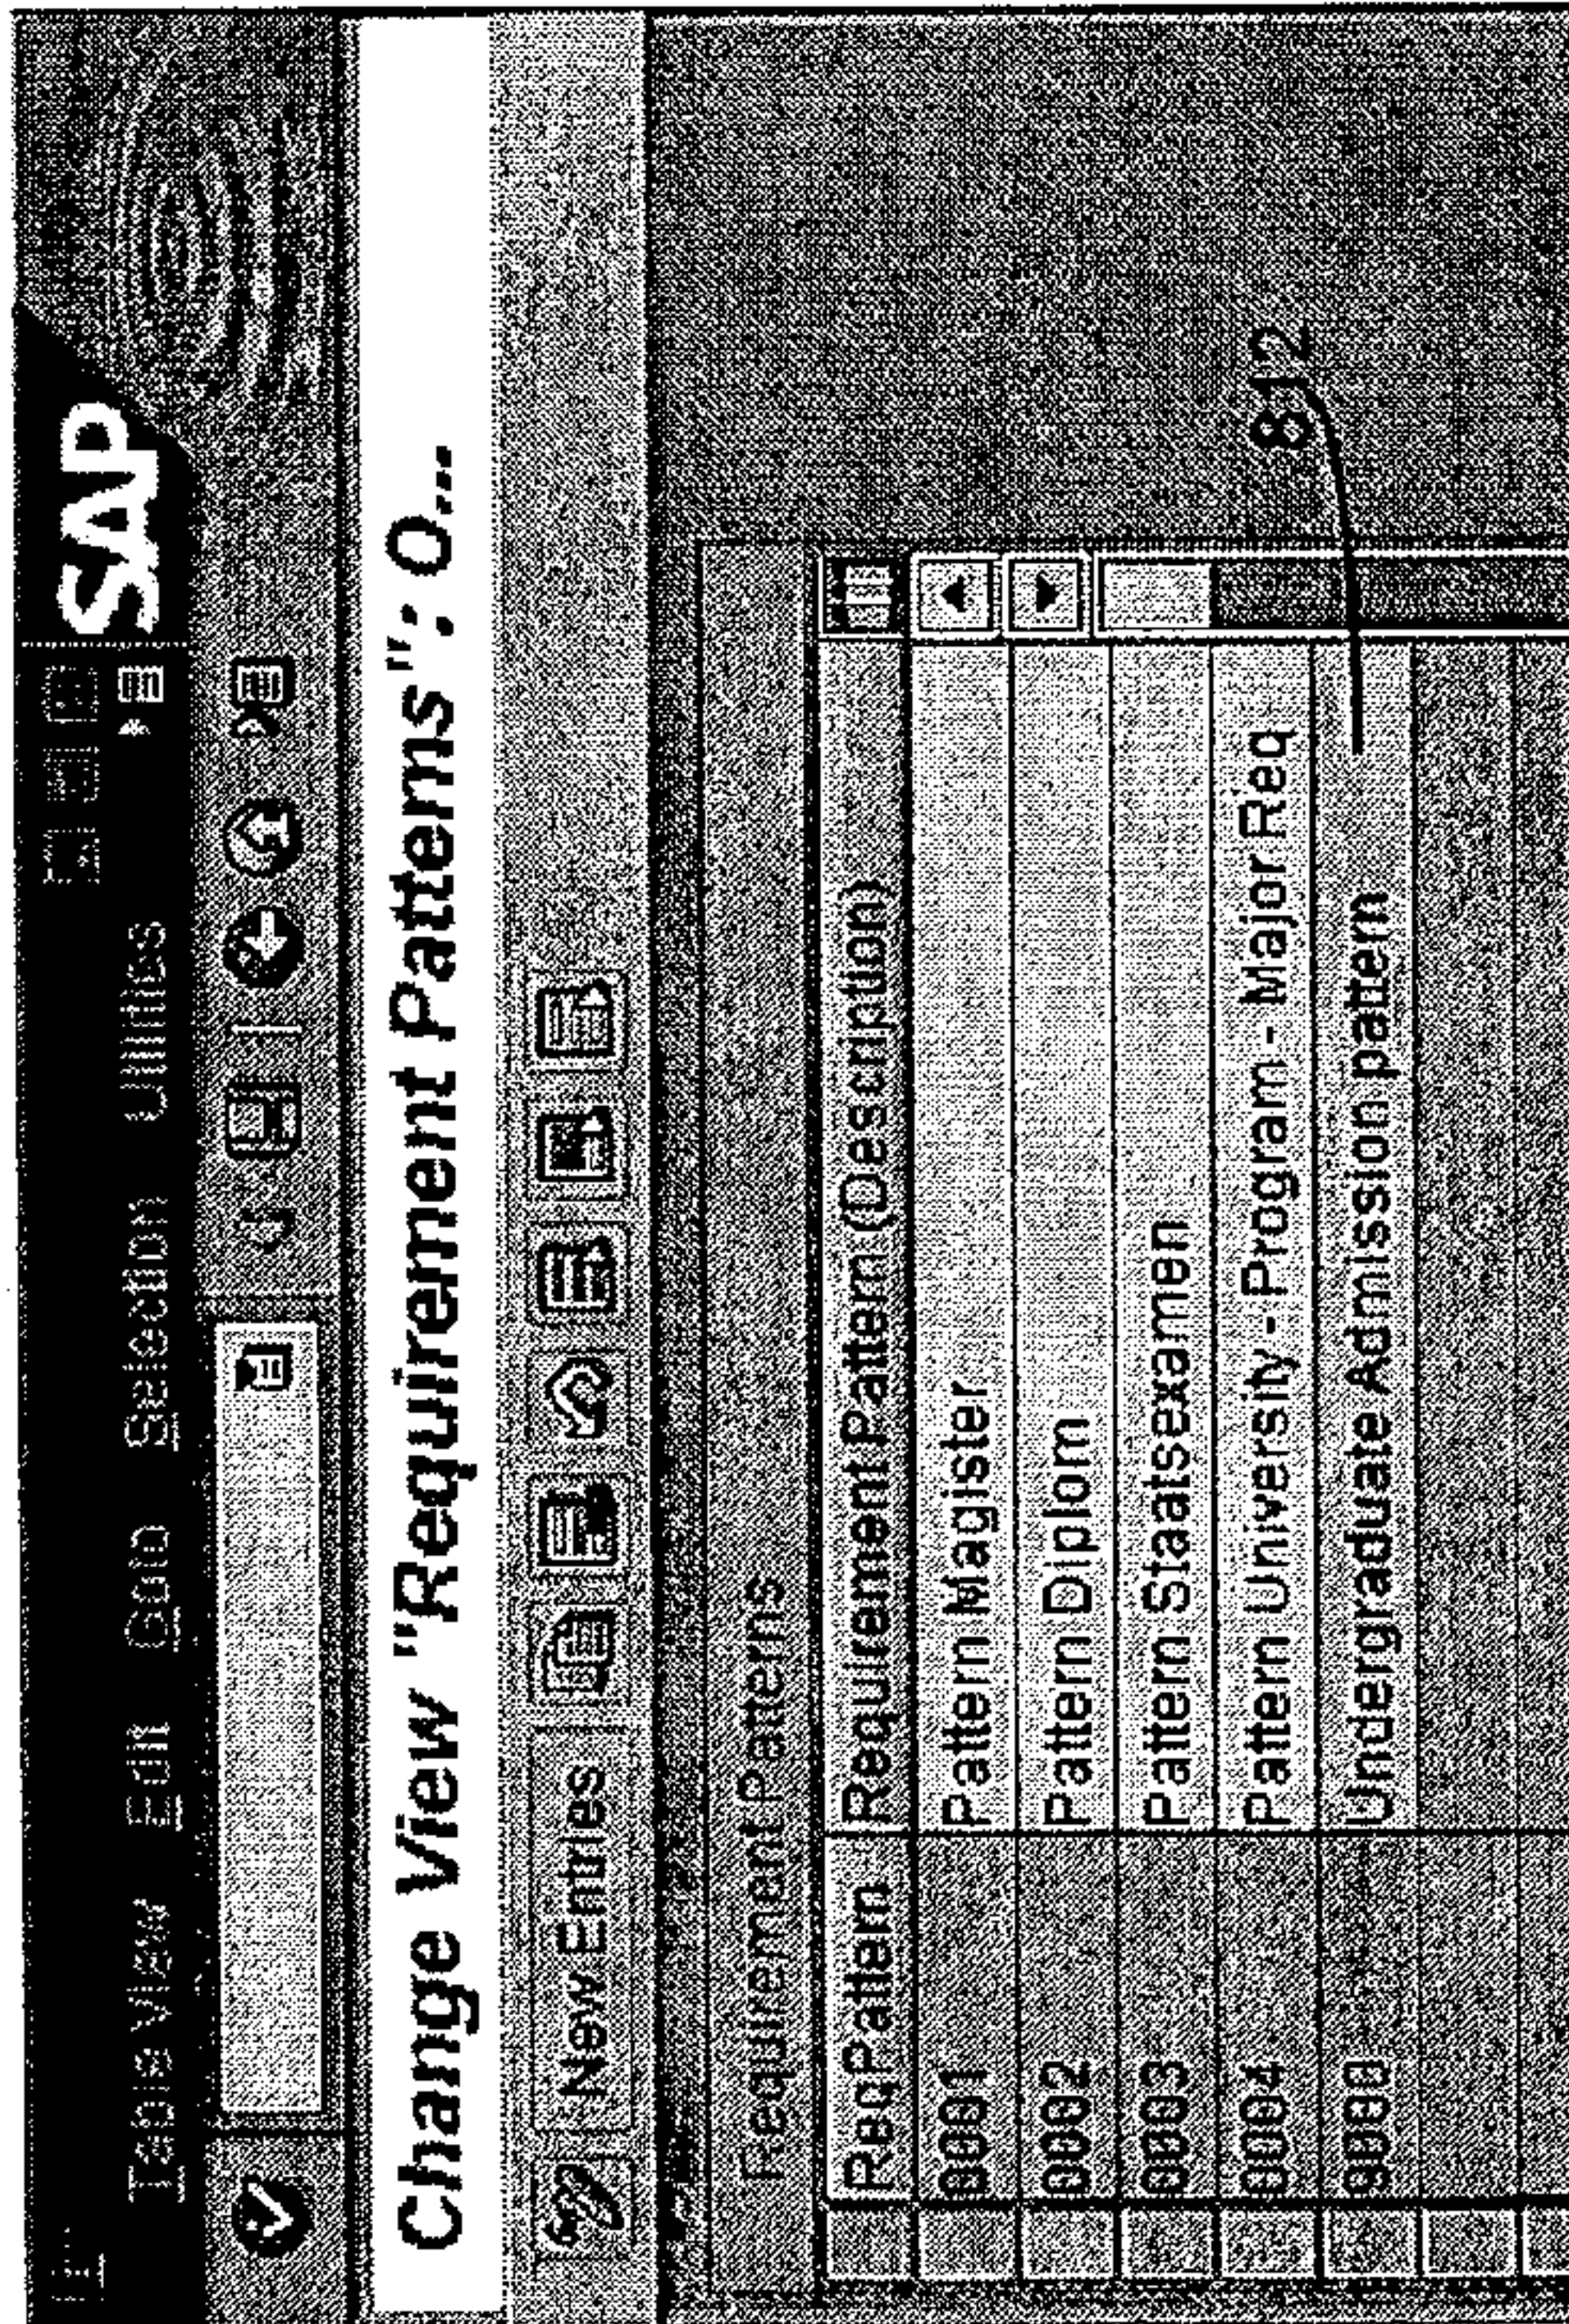 Table view Edit Goto Selection Utilities
SAP
Change View "Requirement Patterns": O...
New Entries
Requirement Patterns
ReqPattern Requirement Pattern (Description)
0001 Pattern Magister
0002 Pattern Diplom
0003 Pattern Staatsexamen
0004 Pattern University - Program - Major Req
9000 Undergraduate Admission pattern
812